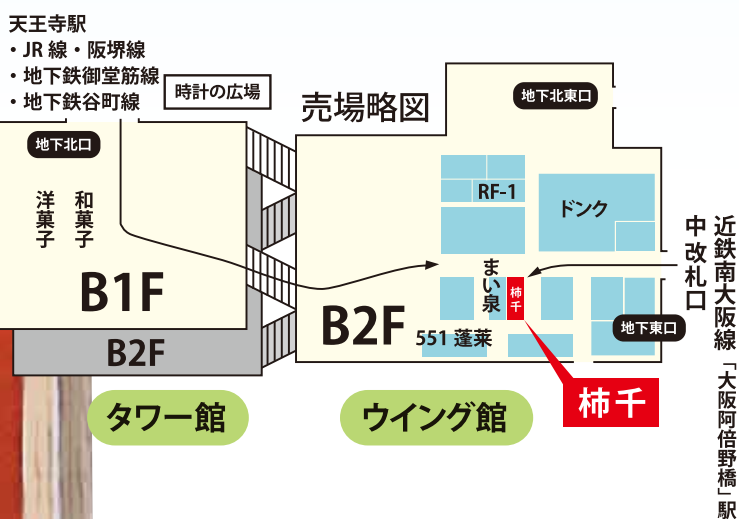 天王寺駅
・JR線・阪堺線
・地下鉄御堂筋線
・地下鉄谷町線
時計の広場
売場略図
地下北東口
地下北口
洋菓子
和菓子
B1F
B2F
RF-1
ドンク
まい泉
柿千
551蓬莱
B2F
地下東口
近鉄南大阪線「大阪阿倍野橋」駅
中改札口
タワー館
ウイング館
柿千